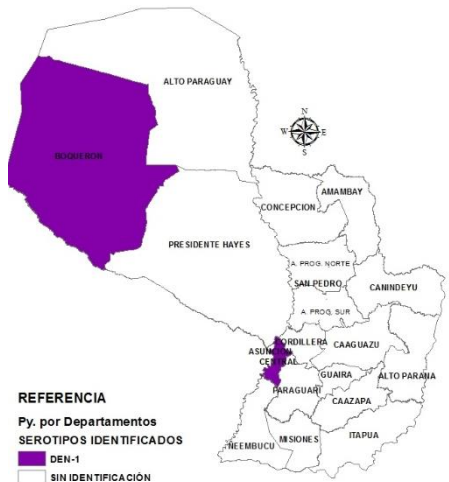 ALTO PARAGUAY
BOQUERON
N
W E
S
AMAMBAY
CONCEPCION
PRESIDENTE HAYES
A. PROG. NORTE
SAN PEDRO
CANINDEYU
A. PROG. SUR
CORDILLERA
CAAGUAZU
ASUNCION
CENTRAL
GUAIRA
ALTO PARANA
PARAGUARI
CAAZAPA
ITAPUA
MISIONES
ÑEEMBUCU
REFERENCIA
Py. por Departamentos
SEROTIPOS IDENTIFICADOS
DEN-1
SIN IDENTIFICACIÓN